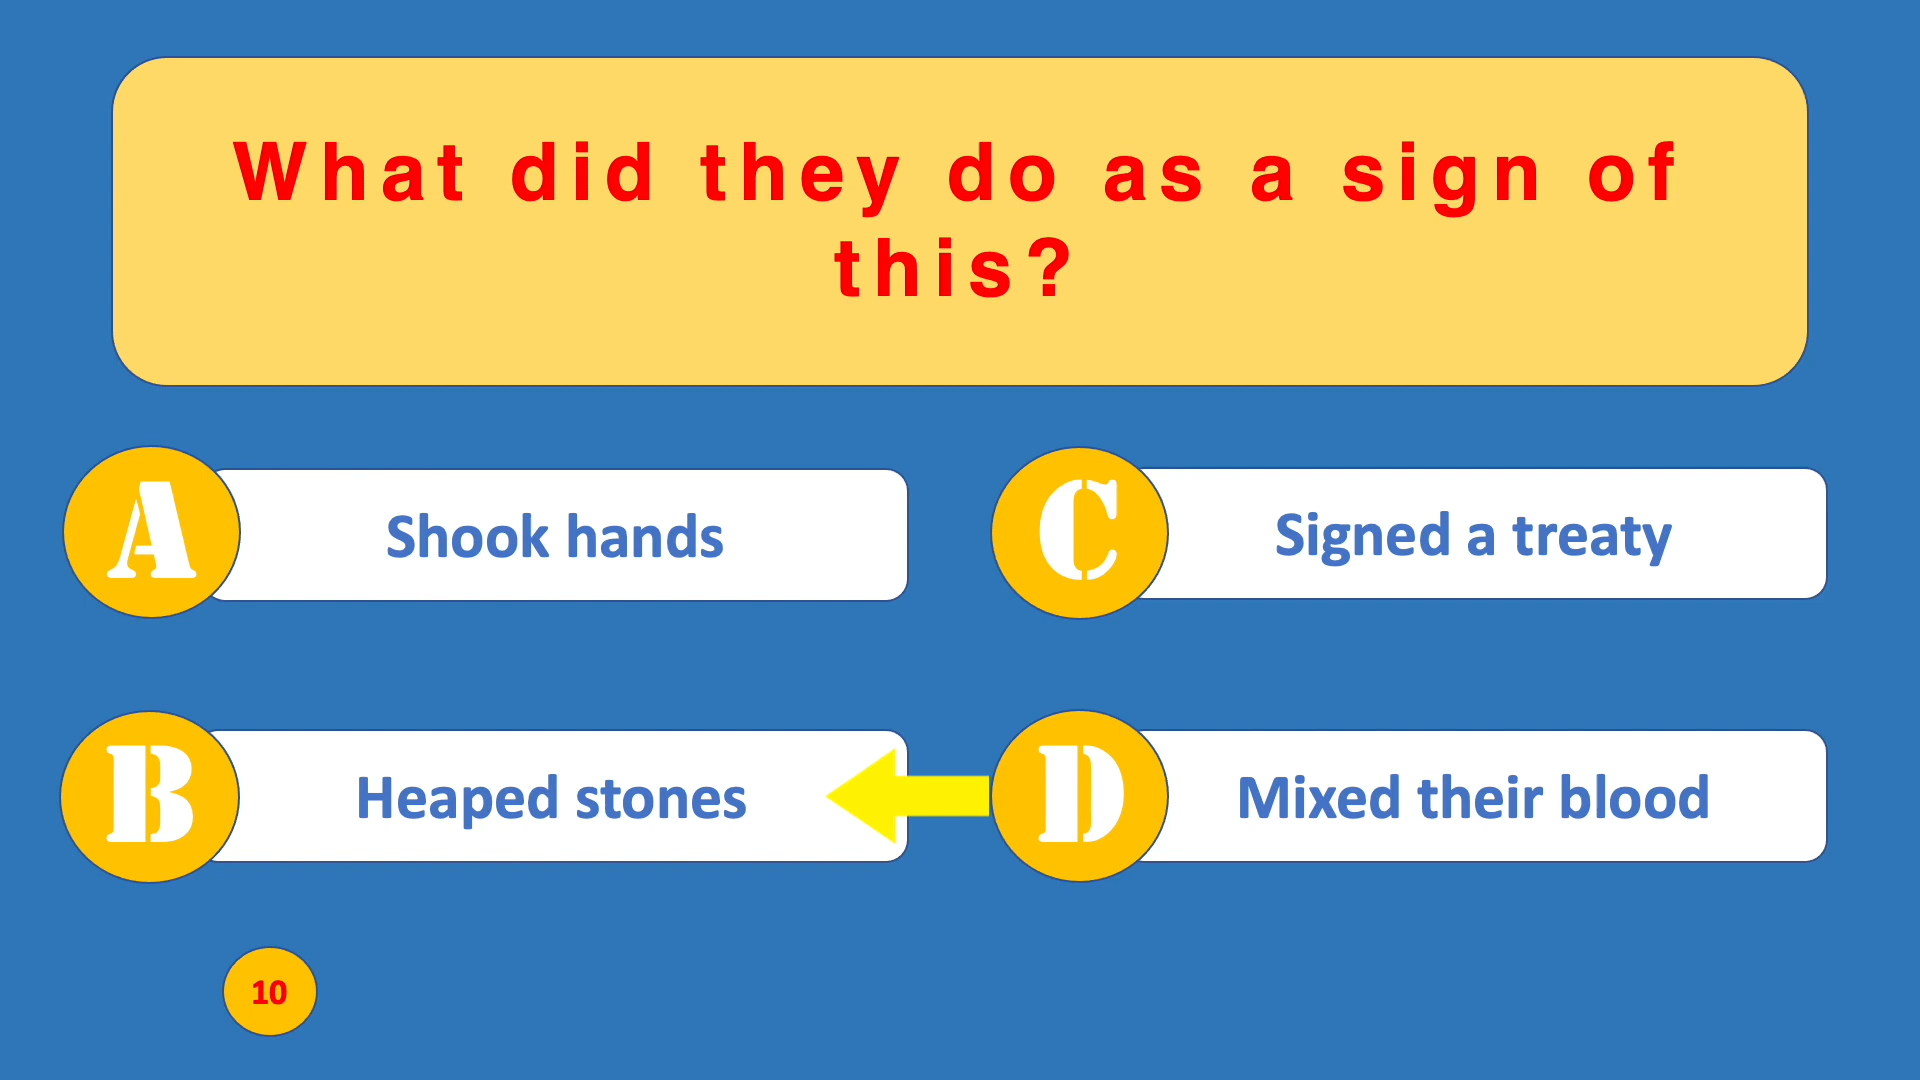 What did they do as a sign of
this?
A
Shook hands
C
Signed a treaty
B
Heaped stones
D
Mixed their blood
10